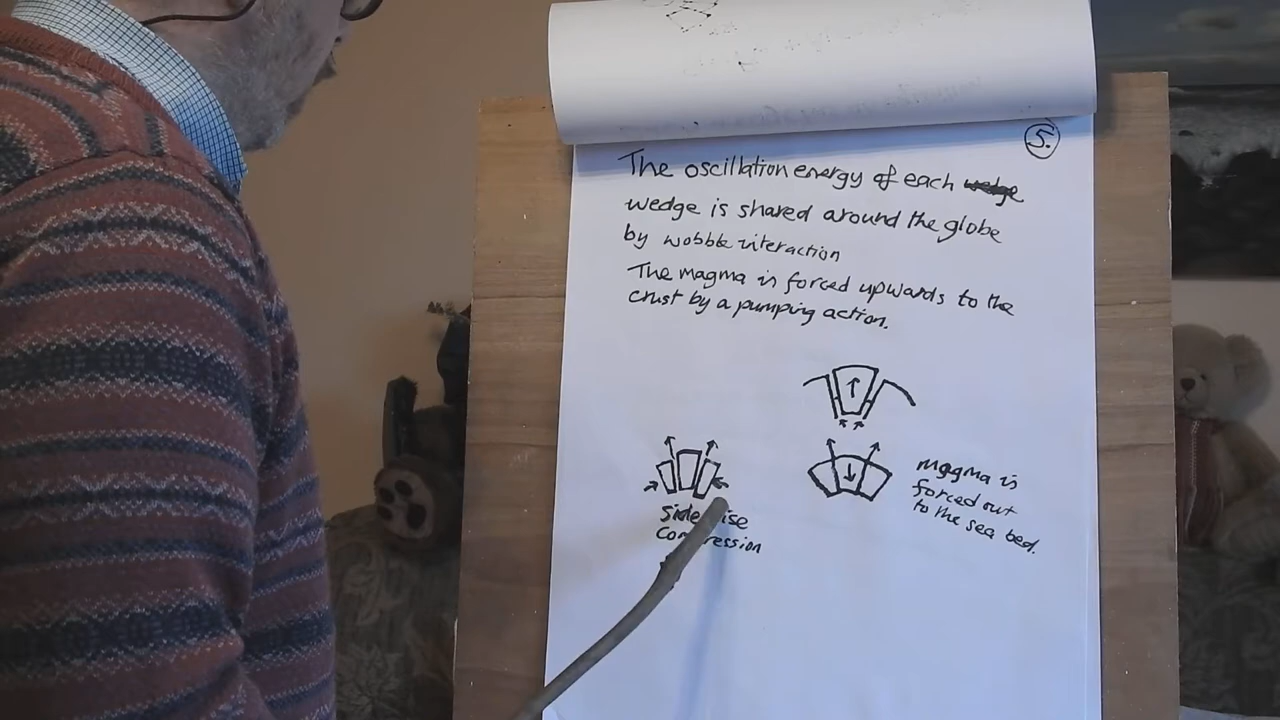 5.
The oscillation energy of each wedge
wedge is shared around the globe
by wobble interaction
The magma is forced upwards to the
crust by a pumping action.
magma is
forced out
to the sea bed.
Sidewise
Compression